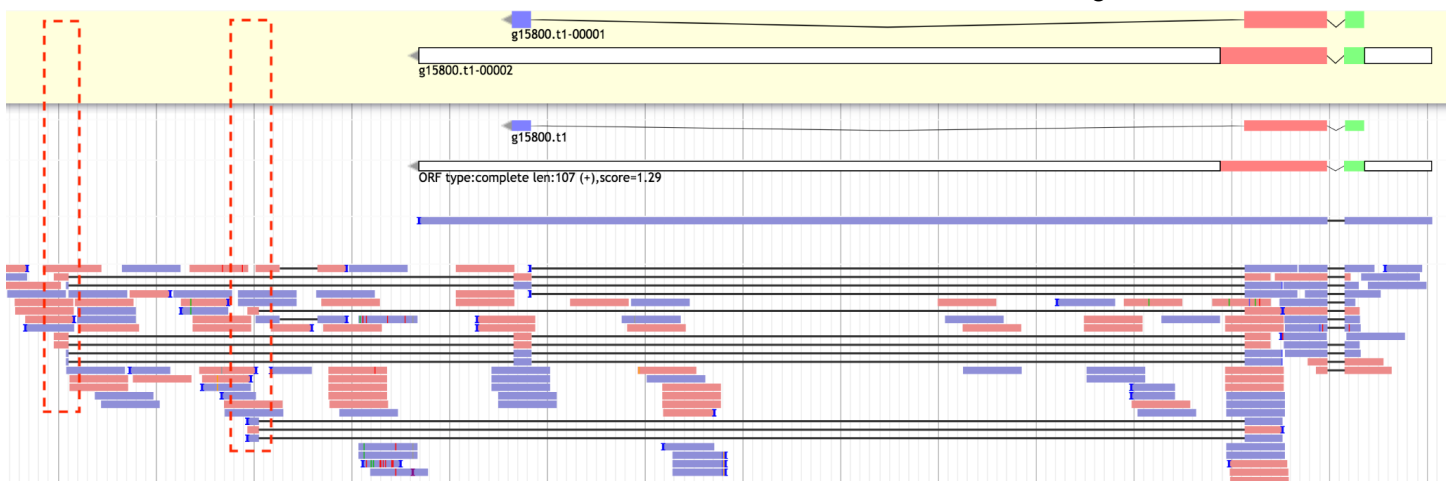 g15800.t1-00001
g15800.t1-00002
g15800.t1
ORF type:complete len:107 (+),score=1.29